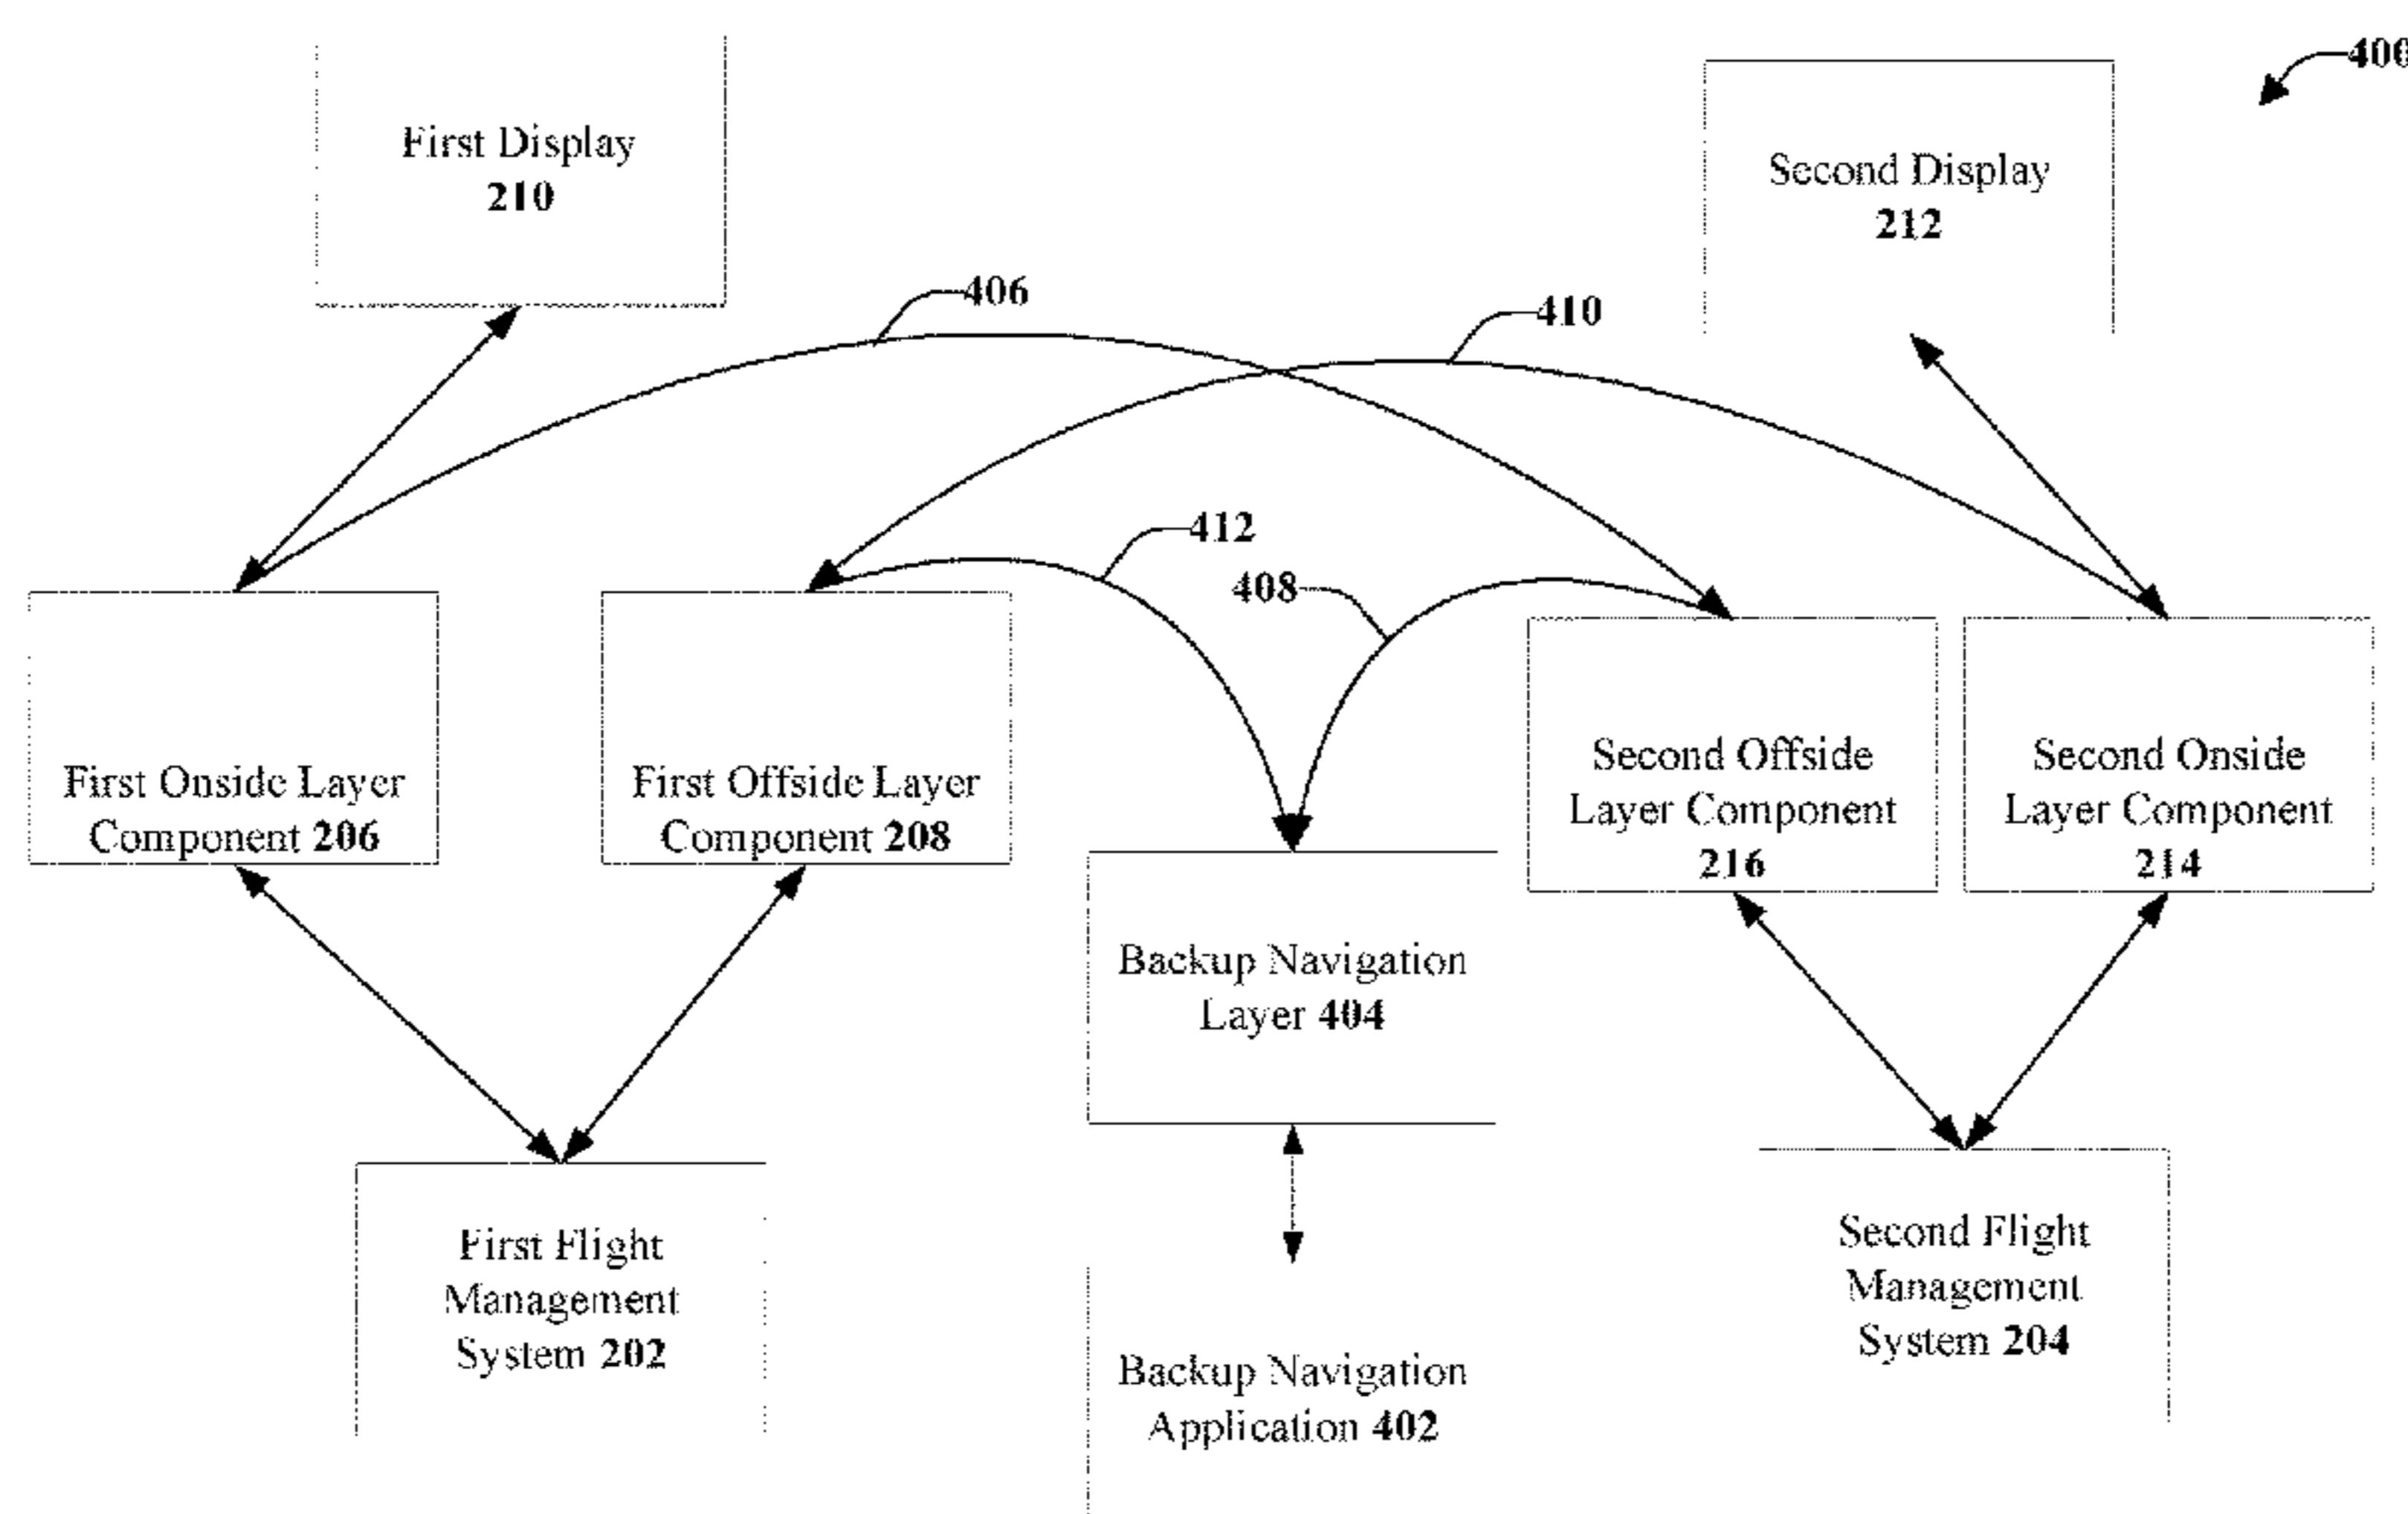 400
First Display
210
Second Display
212
406
410
412
408
First Onside Layer
Component 206
First Offside Layer
Component 208
Second Offside
Layer Component
216
Second Onside
Layer Component
214
Backup Navigation
Layer 404
First Flight
Management
System 202
Second Flight
Management
System 204
Backup Navigation
Application 402